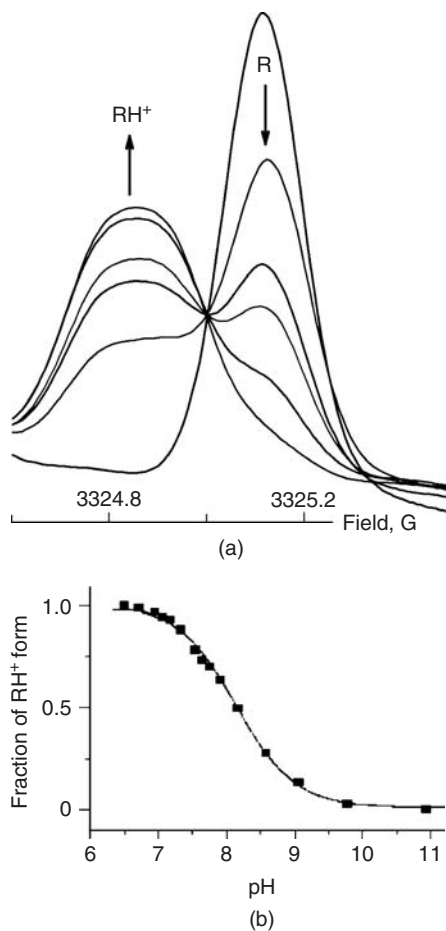 RH⁺
R
3324.8
3325.2
Field, G
(a)
1.0
0.5
0
Fraction of RH⁺ form
6 7 8 9 10 11
pH
(b)